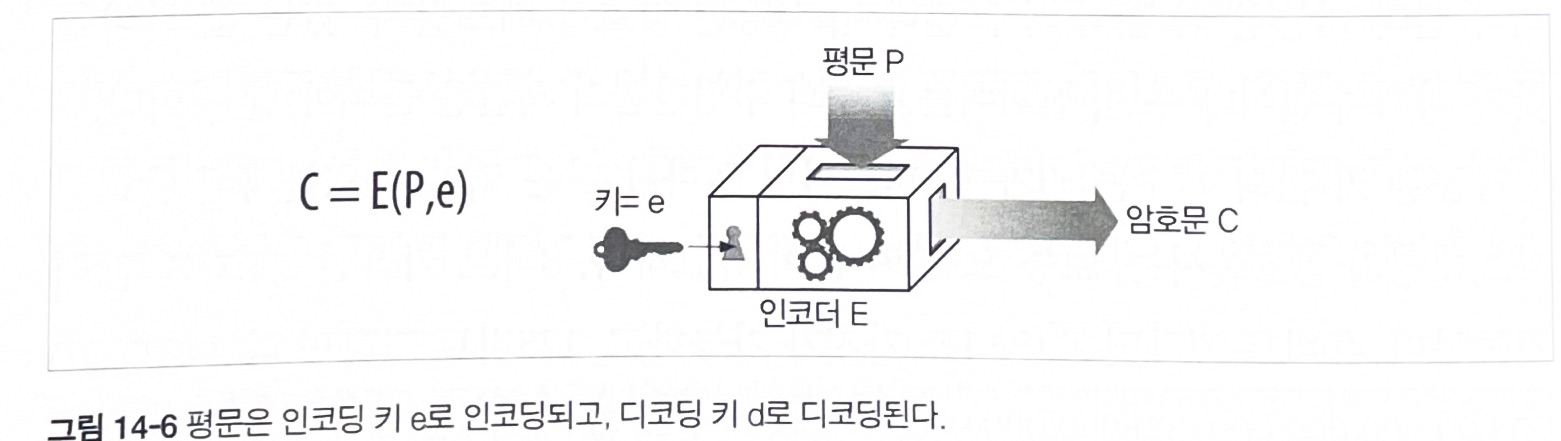 평문 P
C = E(P,e)
키= e
암호문 C
인코더 E
그림 14-6 평문은 인코딩 키 e로 인코딩되고, 디코딩 키 d로 디코딩된다.